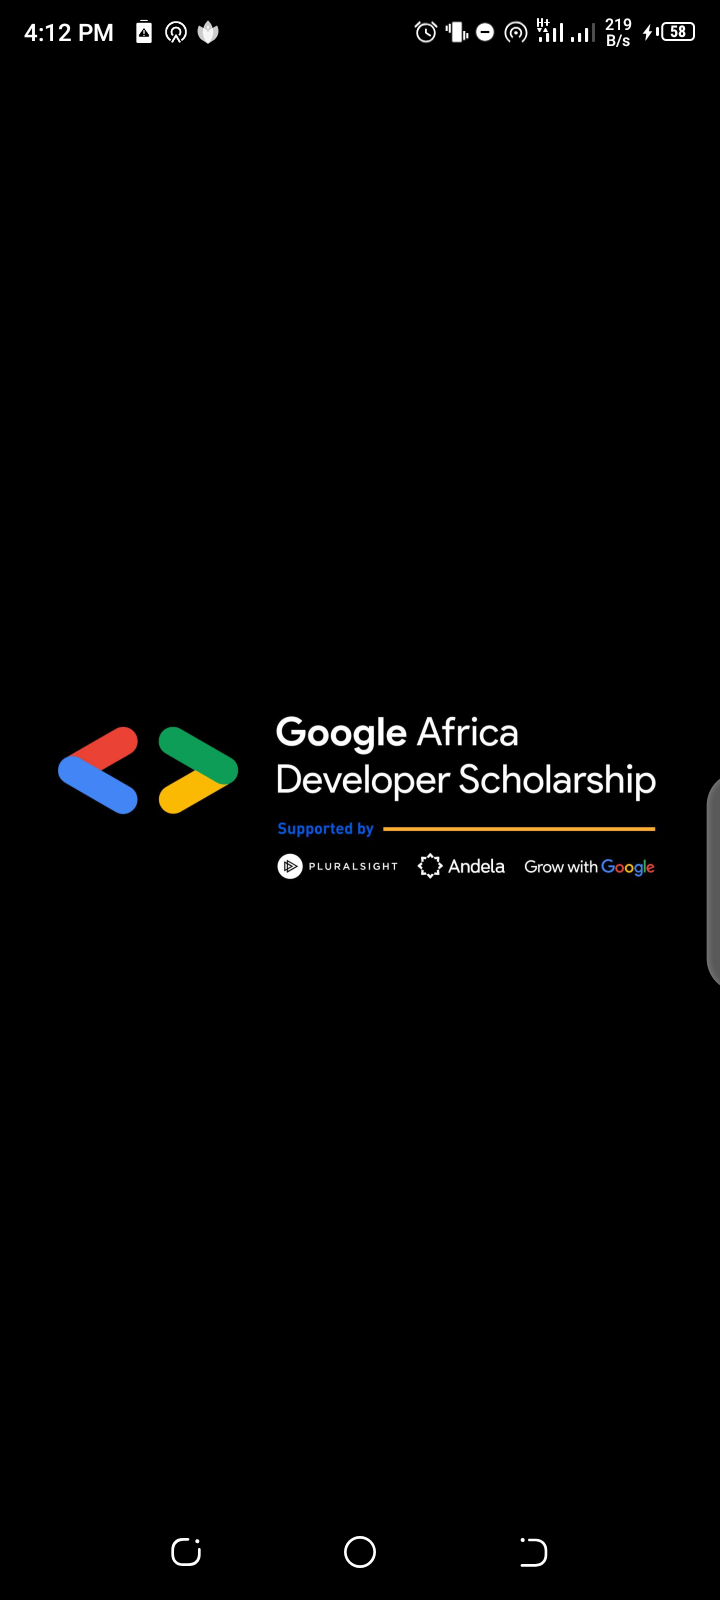 4:12 PM H+ 219 B/s 58
Google Africa
Developer Scholarship
Supported by
PLURALSIGHT Andela Grow with Google